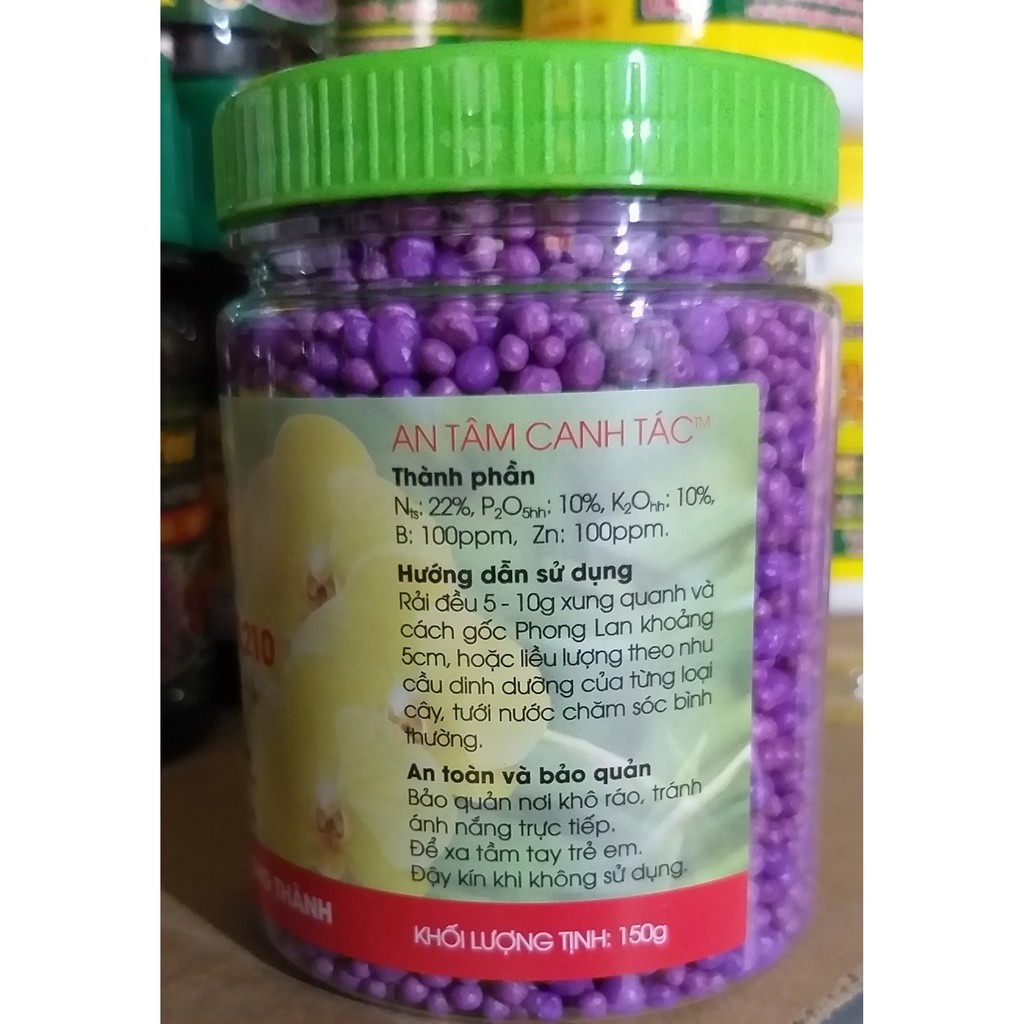 AN TÂM CANH TÁC™
Thành phần
Nts: 22%, P2O5hh: 10%, K2Ohh: 10%,
B: 100ppm, Zn: 100ppm.
Hướng dẫn sử dụng
Rải đều 5 - 10g xung quanh và
cách gốc Phong Lan khoảng
5cm, hoặc liều lượng theo nhu
cầu dinh dưỡng của từng loại
cây, tưới nước chăm sóc bình
thường.
An toàn và bảo quản
Bảo quản nơi khô ráo, tránh
ánh nắng trực tiếp.
Để xa tầm tay trẻ em.
Đậy kín khi không sử dụng.
THÀNH
KHỐI LƯỢNG TỊNH: 150g